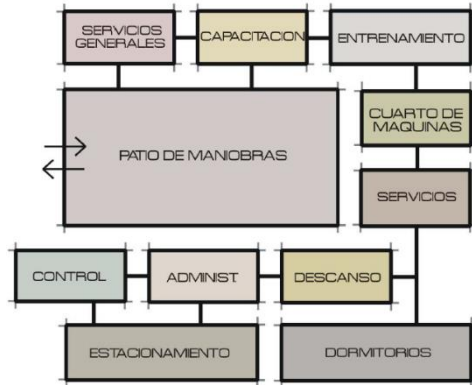 SERVICIOS
GENERALES
CAPACITACION
ENTRENAMIENTO
CUARTO DE
MAQUINAS
PATIO DE MANIOBRAS
SERVICIOS
CONTROL
ADMINIST.
DESCANSO
ESTACIONAMIENTO
DORMITORIOS